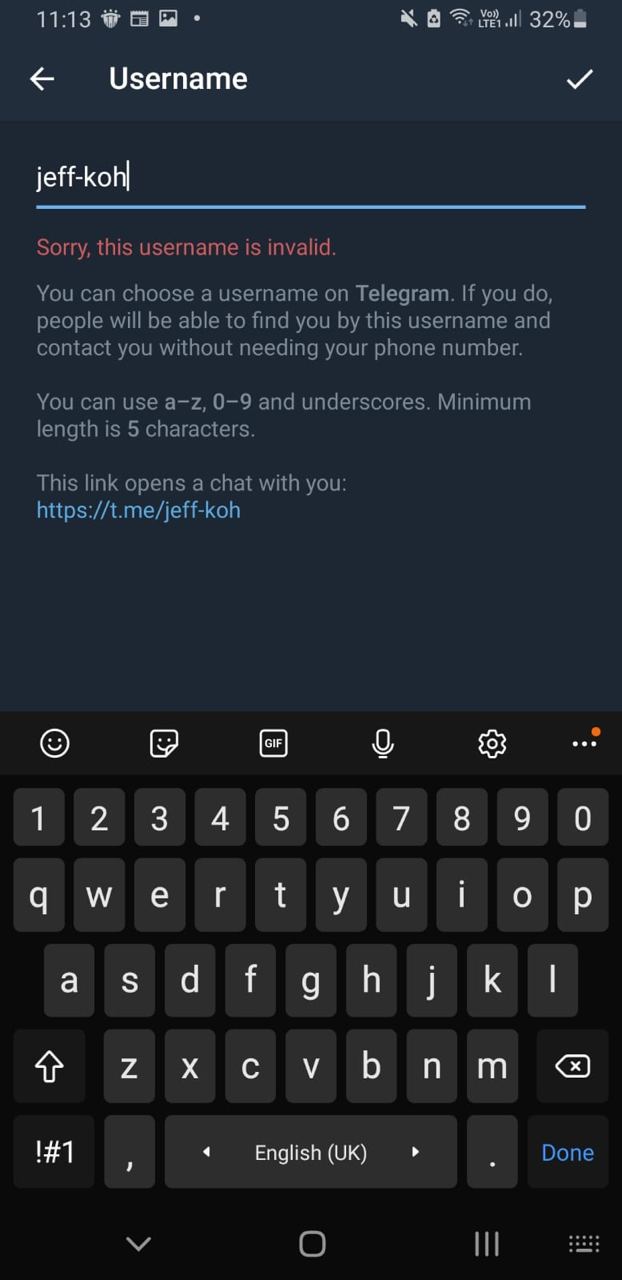 11:13 Vo)) LTE1 32%
Username
jeff-koh
Sorry, this username is invalid.
You can choose a username on Telegram. If you do,
people will be able to find you by this username and
contact you without needing your phone number.
You can use a–z, 0–9 and underscores. Minimum
length is 5 characters.
This link opens a chat with you:
https://t.me/jeff-koh
GIF
1 2 3 4 5 6 7 8 9 0
q w e r t y u i o p
a s d f g h j k l
z x c v b n m
!#1 , English (UK) . Done